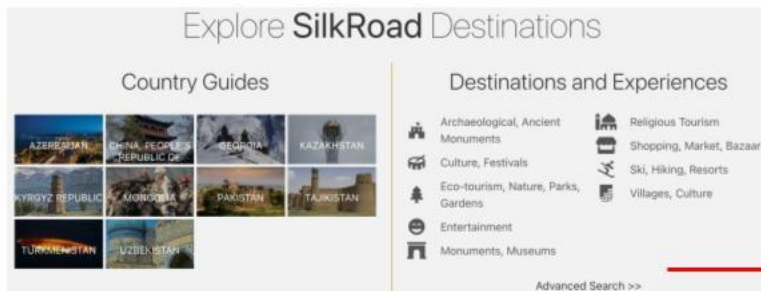 Explore SilkRoad Destinations
Country Guides
AZERBAIJAN
CHINA, PEOPLE'S
REPUBLIC OF
GEORGIA
KAZAKHSTAN
KYRGYZ REPUBLIC
MONGOLIA
PAKISTAN
TAJIKISTAN
TURKMENISTAN
UZBEKISTAN
Destinations and Experiences
Archaeological, Ancient
Monuments
Culture, Festivals
Eco-tourism, Nature, Parks,
Gardens
Entertainment
Monuments, Museums
Religious Tourism
Shopping, Market, Bazaar
Ski, Hiking, Resorts
Villages, Culture
Advanced Search >>